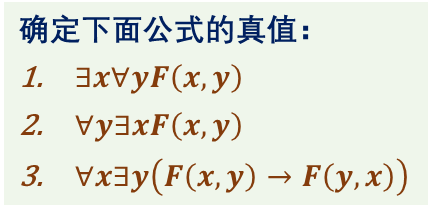 确定下面公式的真值：
1. ∃x∀yF(x,y)
2. ∀y∃xF(x,y)
3. ∀x∃y(F(x,y) → F(y,x))